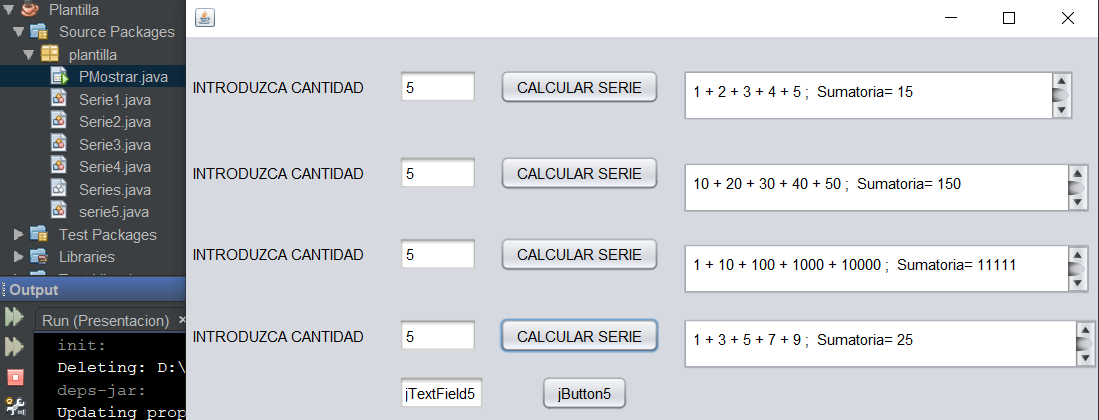 Plantilla
Source Packages
plantilla
PMostrar.java
Serie1.java
Serie2.java
Serie3.java
Serie4.java
Series.java
serie5.java
Test Packages
Libraries
Output
Run (Presentacion) ×
init:
Deleting: D:\
deps-jar:
Updating prop
INTRODUZCA CANTIDAD 5 CALCULAR SERIE 1 + 2 + 3 + 4 + 5 ; Sumatoria= 15
INTRODUZCA CANTIDAD 5 CALCULAR SERIE 10 + 20 + 30 + 40 + 50 ; Sumatoria= 150
INTRODUZCA CANTIDAD 5 CALCULAR SERIE 1 + 10 + 100 + 1000 + 10000 ; Sumatoria= 11111
INTRODUZCA CANTIDAD 5 CALCULAR SERIE 1 + 3 + 5 + 7 + 9 ; Sumatoria= 25
jTextField5 jButton5